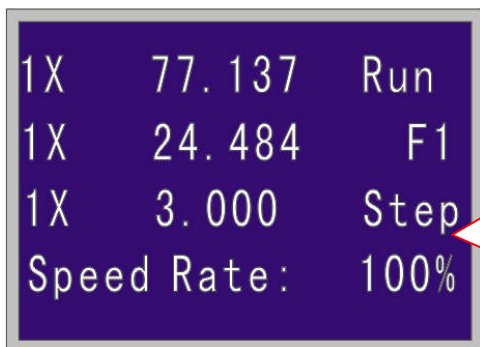 1X 77.137 Run
1X 24.484 F1
1X 3.000 Step
Speed Rate: 100%